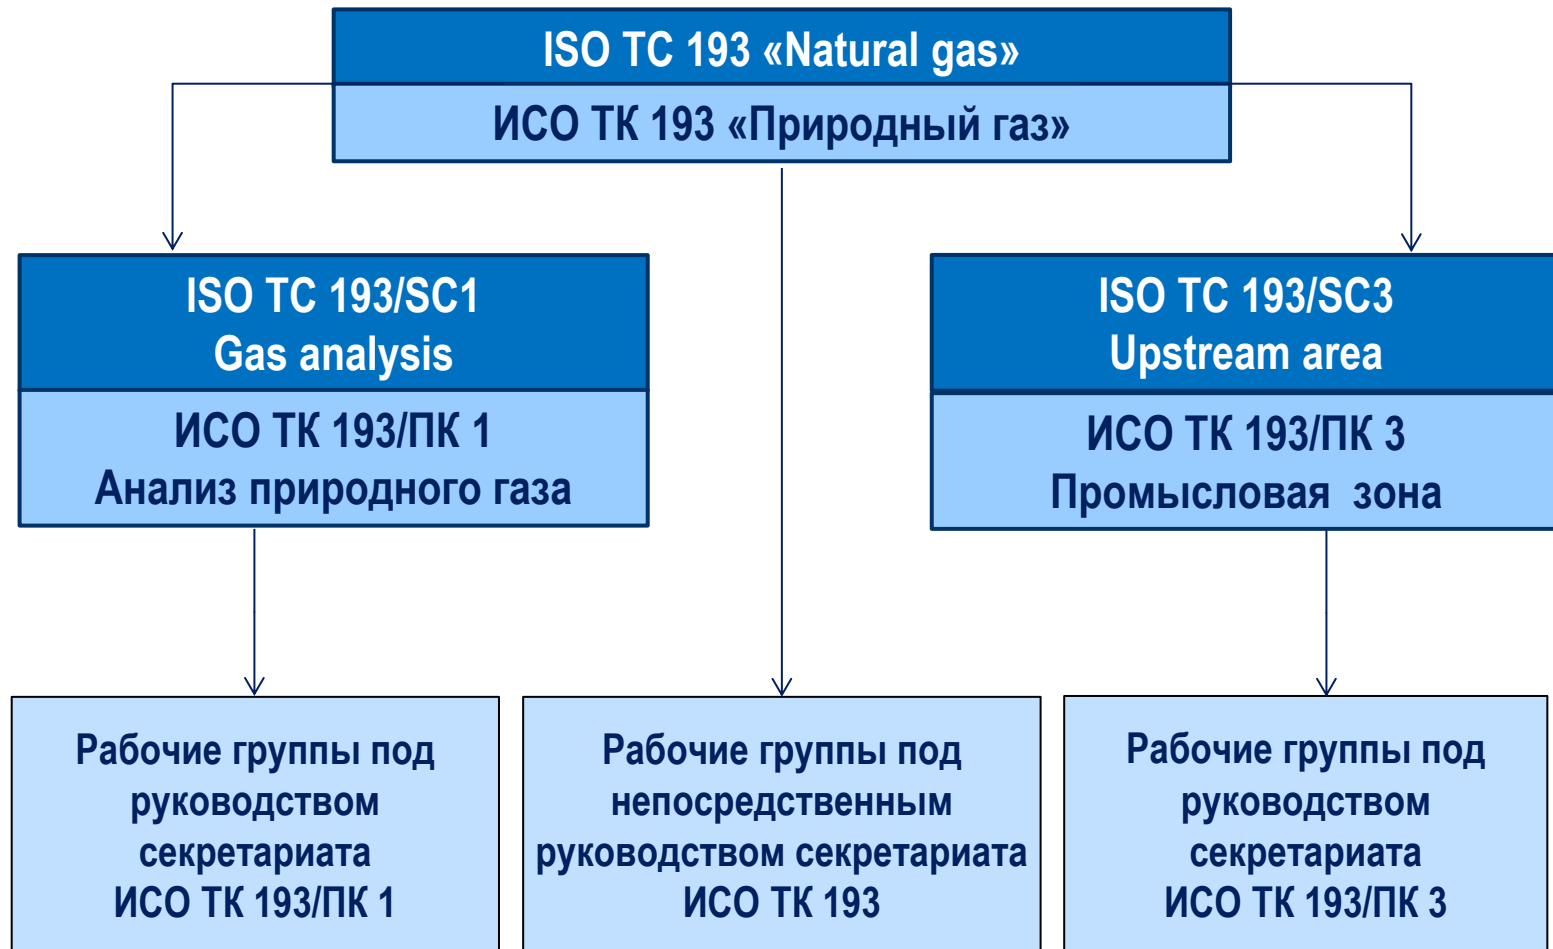 ISO TC 193 «Natural gas»
ИСО ТК 193 «Природный газ»
ISO TC 193/SC1
Gas analysis
ИСО ТК 193/ПК 1
Анализ природного газа
ISO TC 193/SC3
Upstream area
ИСО ТК 193/ПК 3
Промысловая зона
Рабочие группы под
руководством
секретариата
ИСО ТК 193/ПК 1
Рабочие группы под
непосредственным
руководством секретариата
ИСО ТК 193
Рабочие группы под
руководством
секретариата
ИСО ТК 193/ПК 3